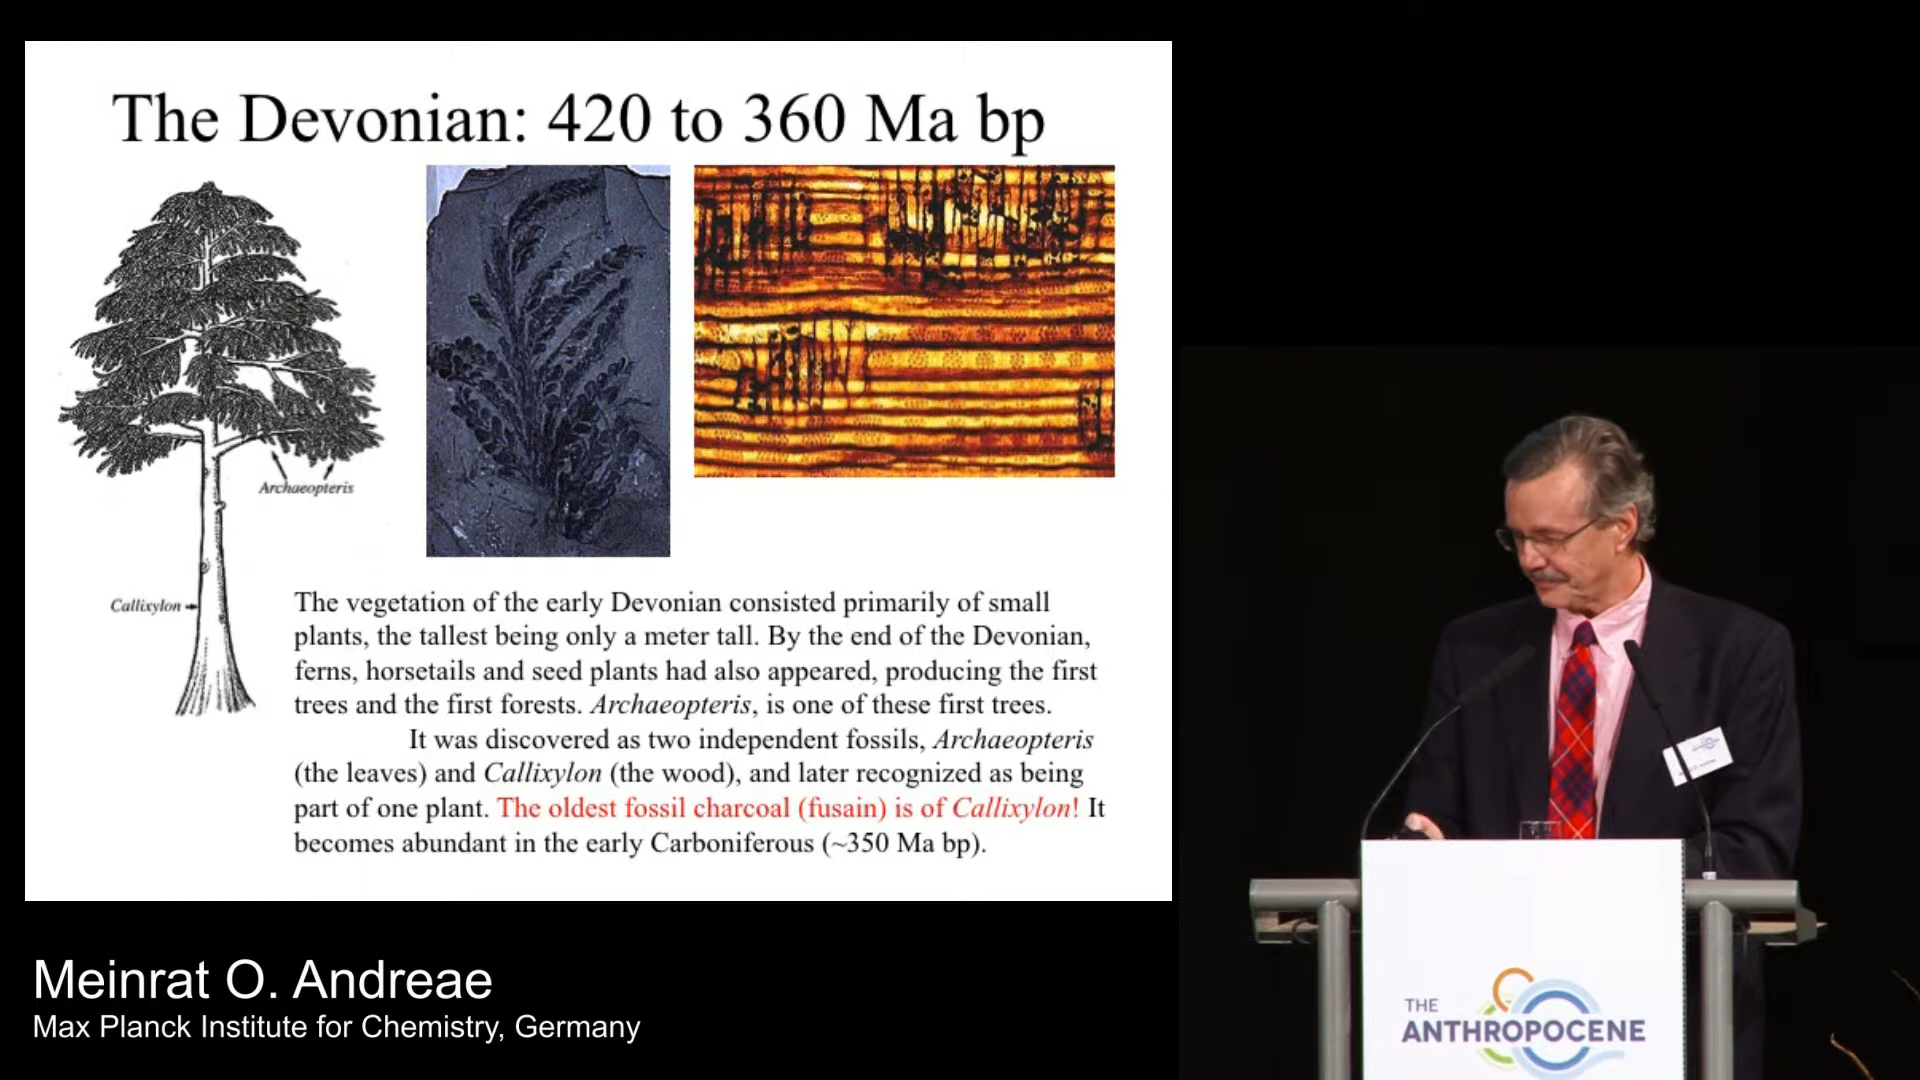 The Devonian: 420 to 360 Ma bp
Archaeopteris
Callixylon
The vegetation of the early Devonian consisted primarily of small
plants, the tallest being only a meter tall. By the end of the Devonian,
ferns, horsetails and seed plants had also appeared, producing the first
trees and the first forests. Archaeopteris, is one of these first trees.
It was discovered as two independent fossils, Archaeopteris
(the leaves) and Callixylon (the wood), and later recognized as being
part of one plant. The oldest fossil charcoal (fusain) is of Callixylon! It
becomes abundant in the early Carboniferous (~350 Ma bp).
Meinrat O. Andreae
Max Planck Institute for Chemistry, Germany
THE
ANTHROPOCENE